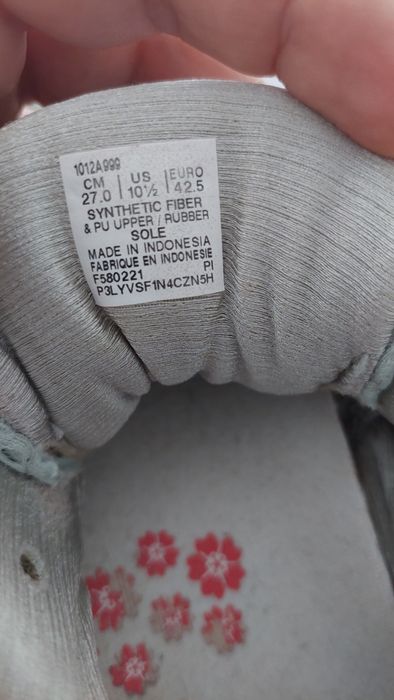 1012A999
CM US EURO
27.0 10½ 42.5
SYNTHETIC FIBER
& PU UPPER / RUBBER
SOLE
MADE IN INDONESIA
FABRIQUE EN INDONESIE
F580221 PI
P3LYVSF1N4CZN5H